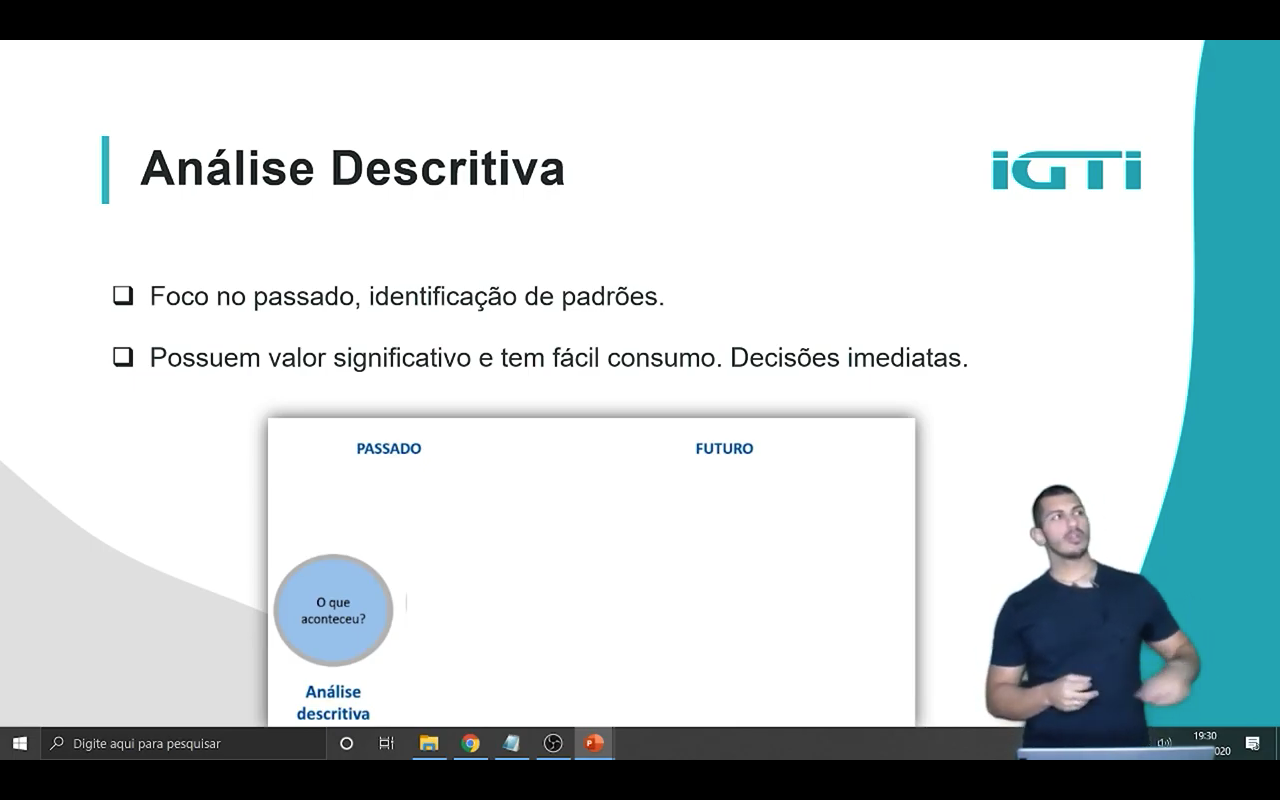 Análise Descritiva
iGTi
❑ Foco no passado, identificação de padrões.
❑ Possuem valor significativo e tem fácil consumo. Decisões imediatas.
PASSADO
FUTURO
O que
aconteceu?
Análise
descritiva
Digite aqui para pesquisar
19:30
020